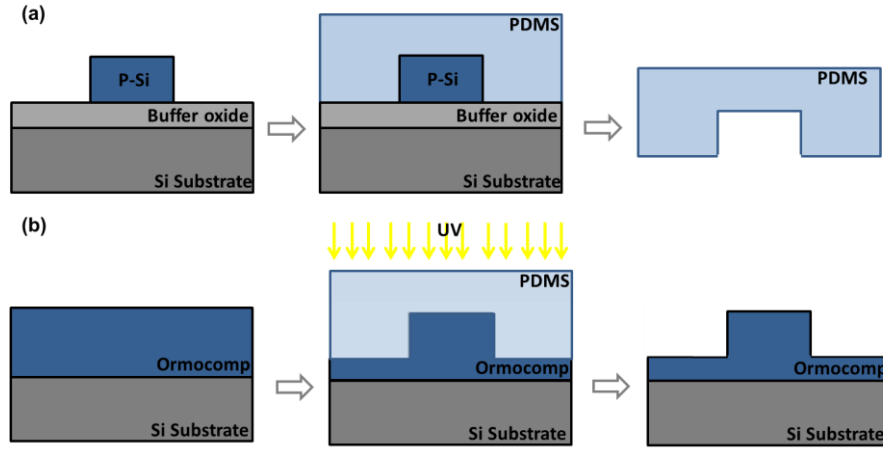 (a)
P-Si
Buffer oxide
Si Substrate
PDMS
P-Si
Buffer oxide
Si Substrate
PDMS
(b)
Ormocomp
Si Substrate
UV
PDMS
Ormocomp
Si Substrate
Ormocomp
Si Substrate